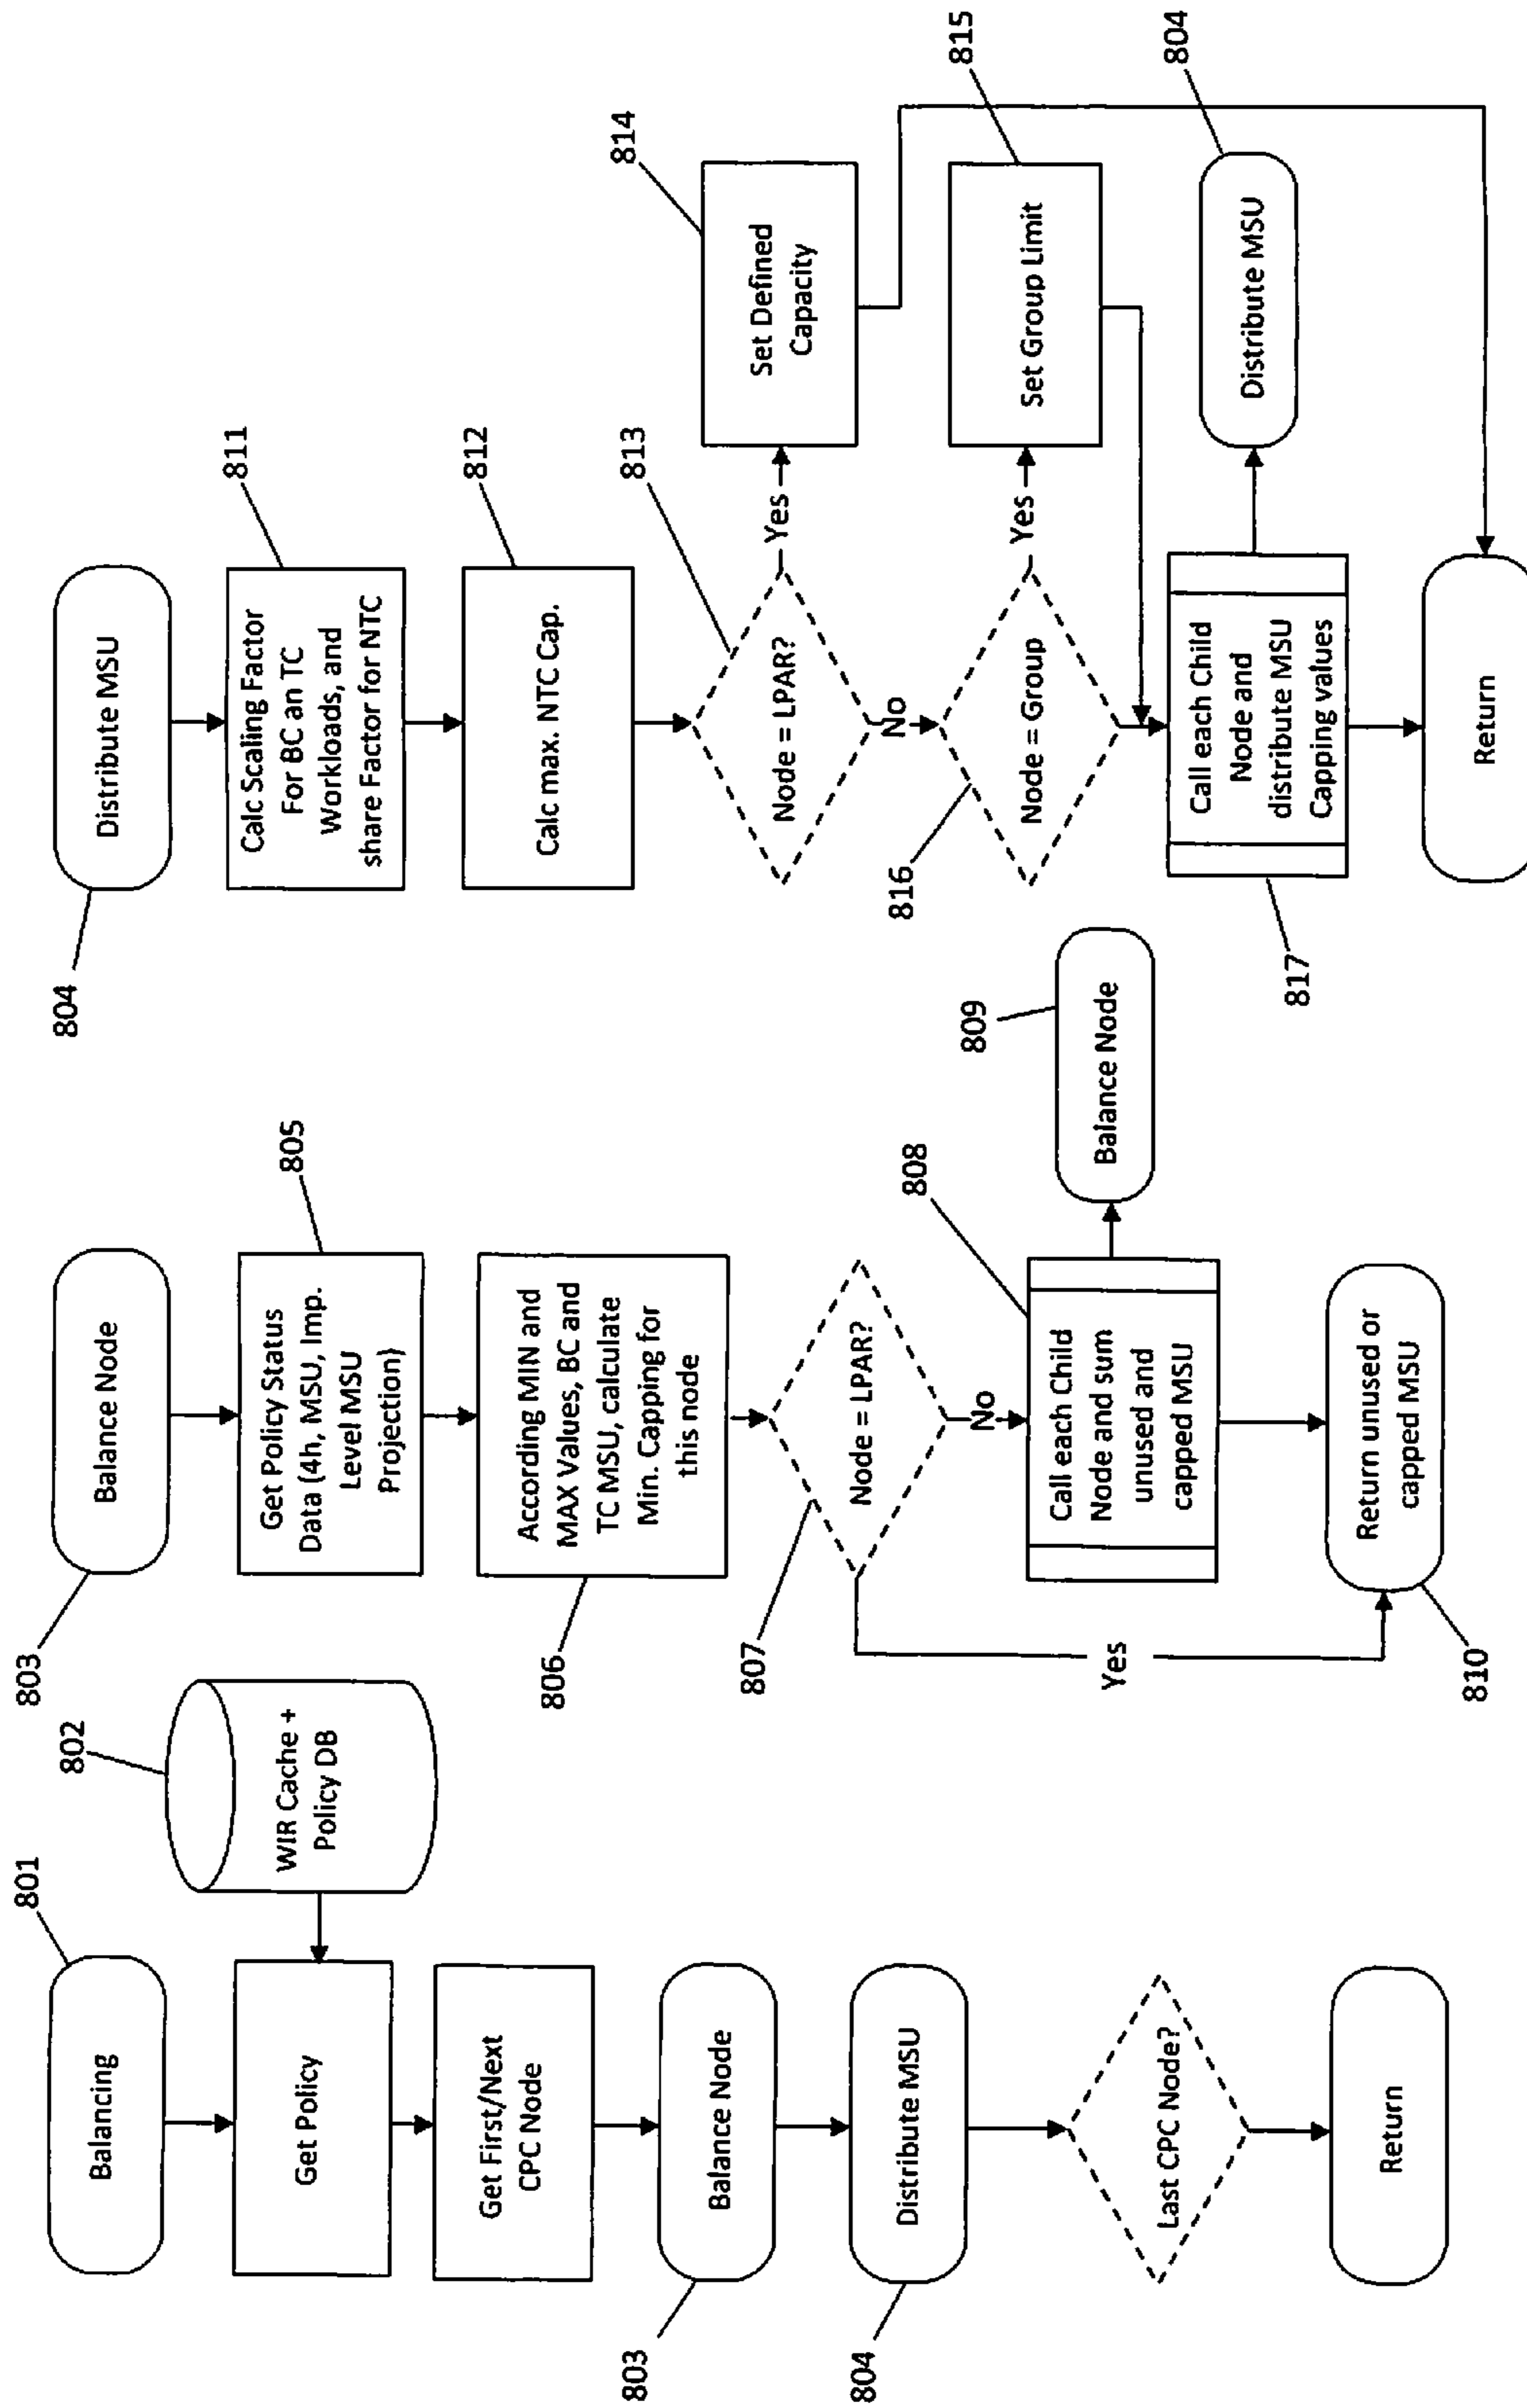 801
Balancing
802
WIR Cache +
Policy DB
Get Policy
Get First/Next
CPC Node
803
Balance Node
804
Distribute MSU
Last CPC Node?
Return
803
Balance Node
805
Get Policy Status
Data (4h, MSU, Imp.
Level MSU
Projection)
806
According MIN and
MAX Values, BC and
TC MSU, calculate
Min. Capping for
this node
807
Node = LPAR?
No
Yes
808
Call each Child
Node and sum
unused and
capped MSU
809
Balance Node
810
Return unused or
capped MSU
804
Distribute MSU
811
Calc Scaling Factor
For BC an TC
Workloads, and
share Factor for NTC
812
Calc max. NTC Cap.
813
Node = LPAR?
Yes
814
Set Defined
Capacity
No
816
Node = Group
Yes
815
Set Group Limit
817
Call each Child
Node and
distribute MSU
Capping values
804
Distribute MSU
Return